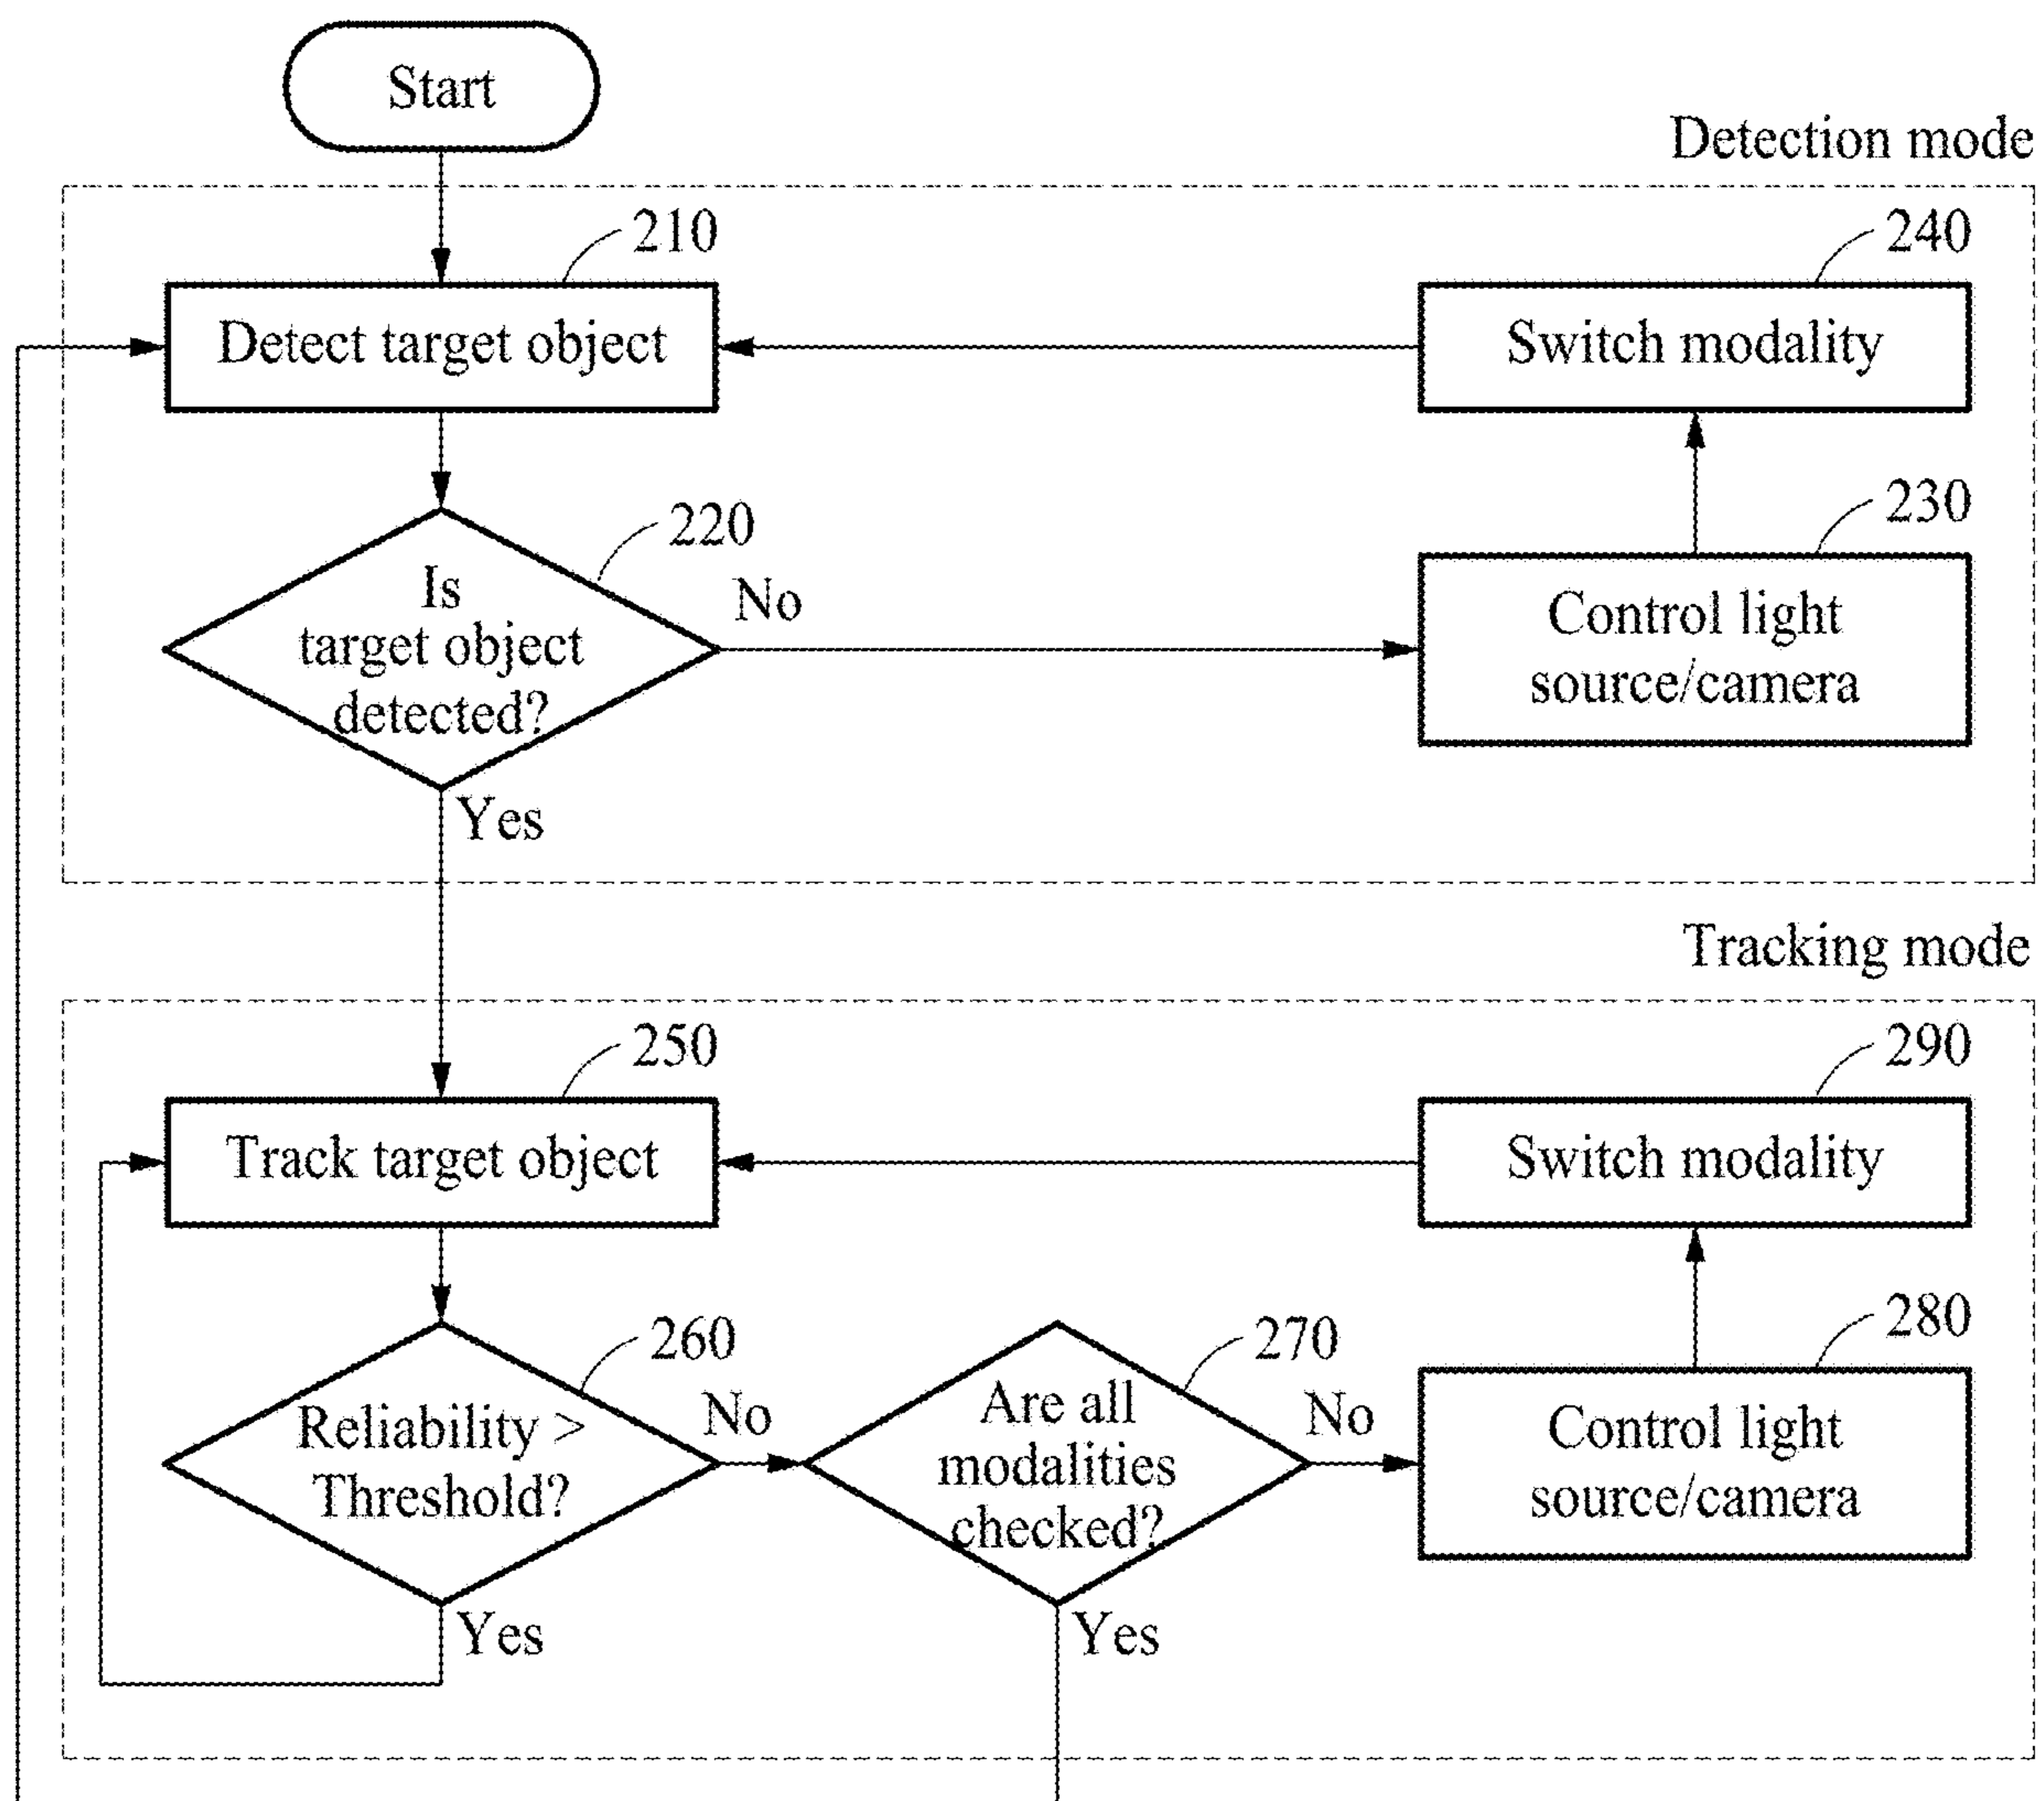 Start
Detection mode
210
240
Detect target object
Switch modality
220
230
Is
target object
detected?
No
Control light
source/camera
Yes
Tracking mode
250
290
Track target object
Switch modality
260
270
280
Reliability >
Threshold?
No
Are all
modalities
checked?
No
Control light
source/camera
Yes
Yes